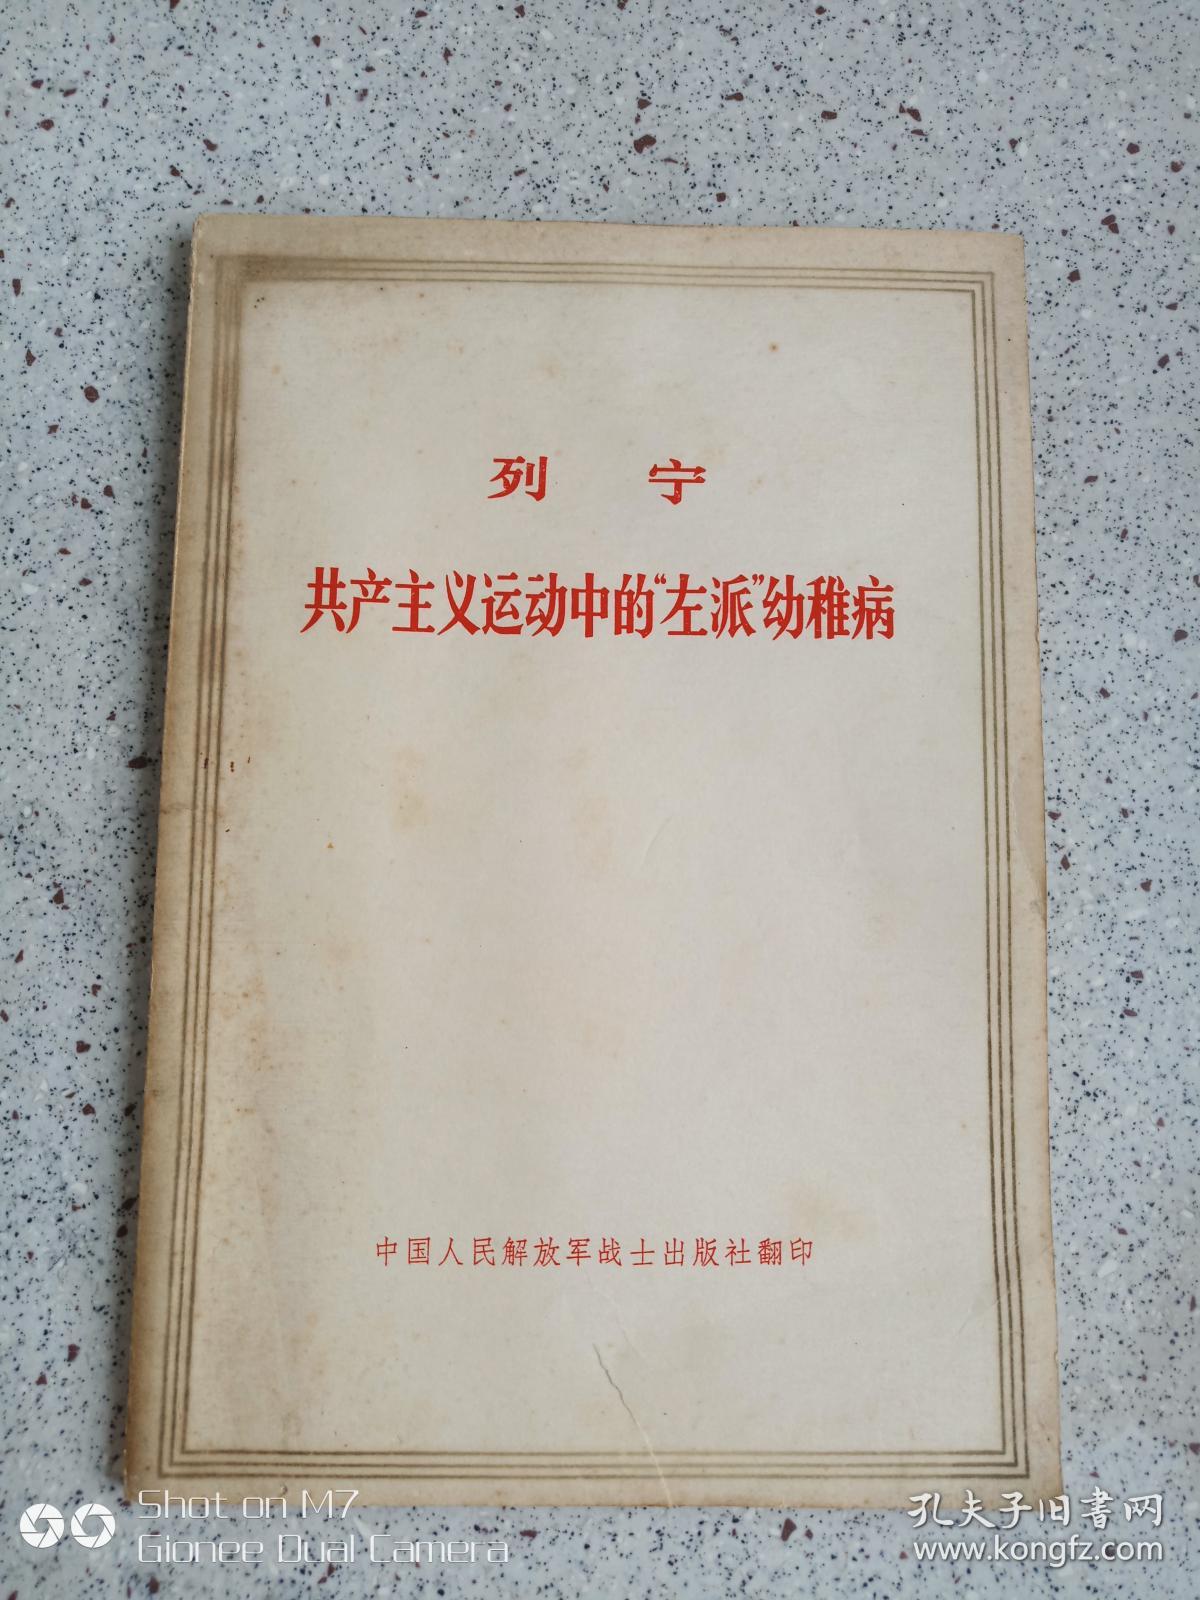 列 宁
共产主义运动中的“左派”幼稚病
中国人民解放军战士出版社翻印
Shot on M7
Gionee Dual Camera
孔夫子旧書网
www.kongfz.com